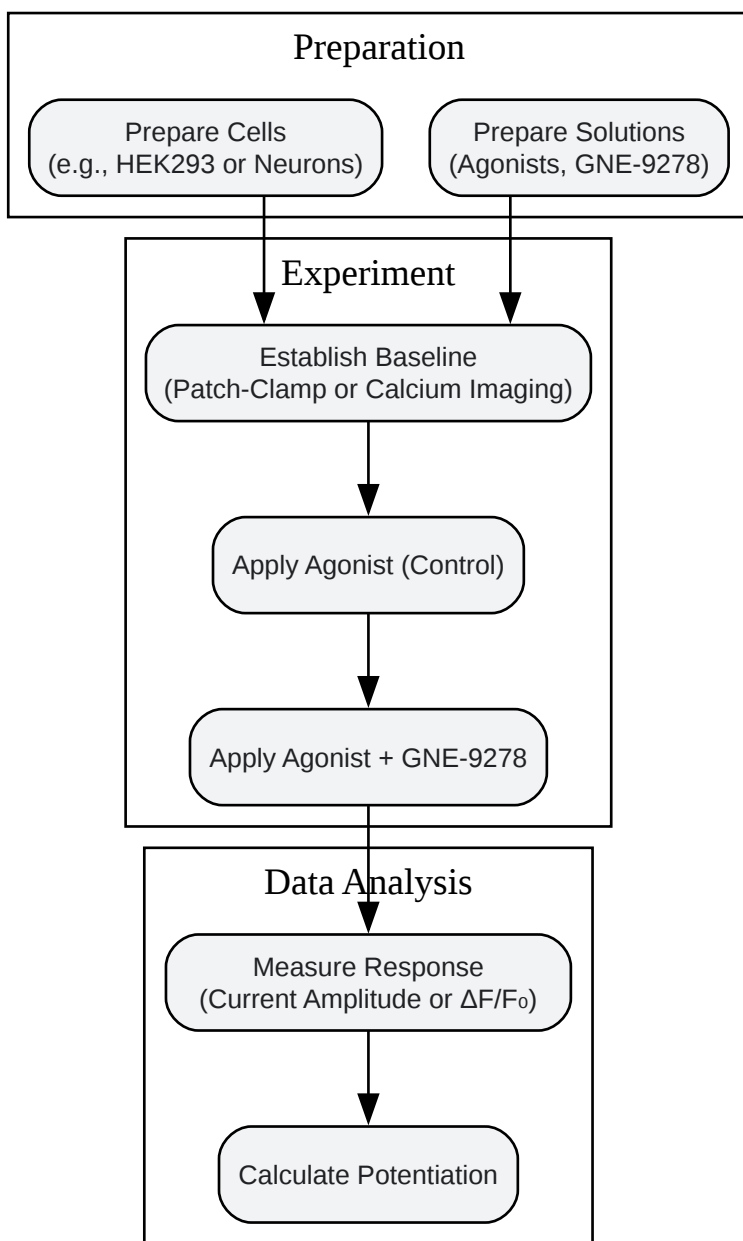 Preparation
Prepare Cells
(e.g., HEK293 or Neurons)
Prepare Solutions
(Agonists, GNE-9278)
Experiment
Establish Baseline
(Patch-Clamp or Calcium Imaging)
Apply Agonist (Control)
Apply Agonist + GNE-9278
Data Analysis
Measure Response
(Current Amplitude or ΔF/F₀)
Calculate Potentiation